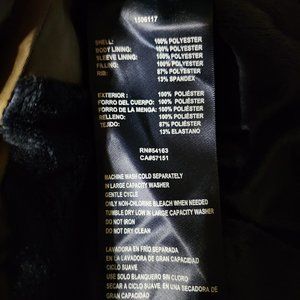 1506117
SHELL: 100% POLYESTER
BODY LINING: 100% POLYESTER
SLEEVE LINING: 100% POLYESTER
FILLING: 100% POLYESTER
RIB: 87% POLYESTER
13% SPANDEX
EXTERIOR : 100% POLIÉSTER
FORRO DEL CUERPO: 100% POLIÉSTER
FORRO DE LA MENGA: 100% POLIÉSTER
RELLENO: 100% POLIÉSTER
TEJIDO: 87% POLIÉSTER
13% ELASTANO
RN#54163
CA#57151
MACHINE WASH COLD SEPARATELY
IN LARGE CAPACITY WASHER
GENTLE CYCLE
ONLY NON-CHLORINE BLEACH WHEN NEEDED
TUMBLE DRY LOW IN LARGE CAPACITY WASHER
DO NOT IRON
DO NOT DRY CLEAN
LAVADORA EN FRÍO SEPARADA
EN LA LAVADORA DE GRAN CAPACIDAD
CICLO SUAVE
USE SOLO BLANQUERO SIN CLORO
SEGAR A CICLO SUAVE EN UNA SECADORA DE
GRAN CAPACIDAD